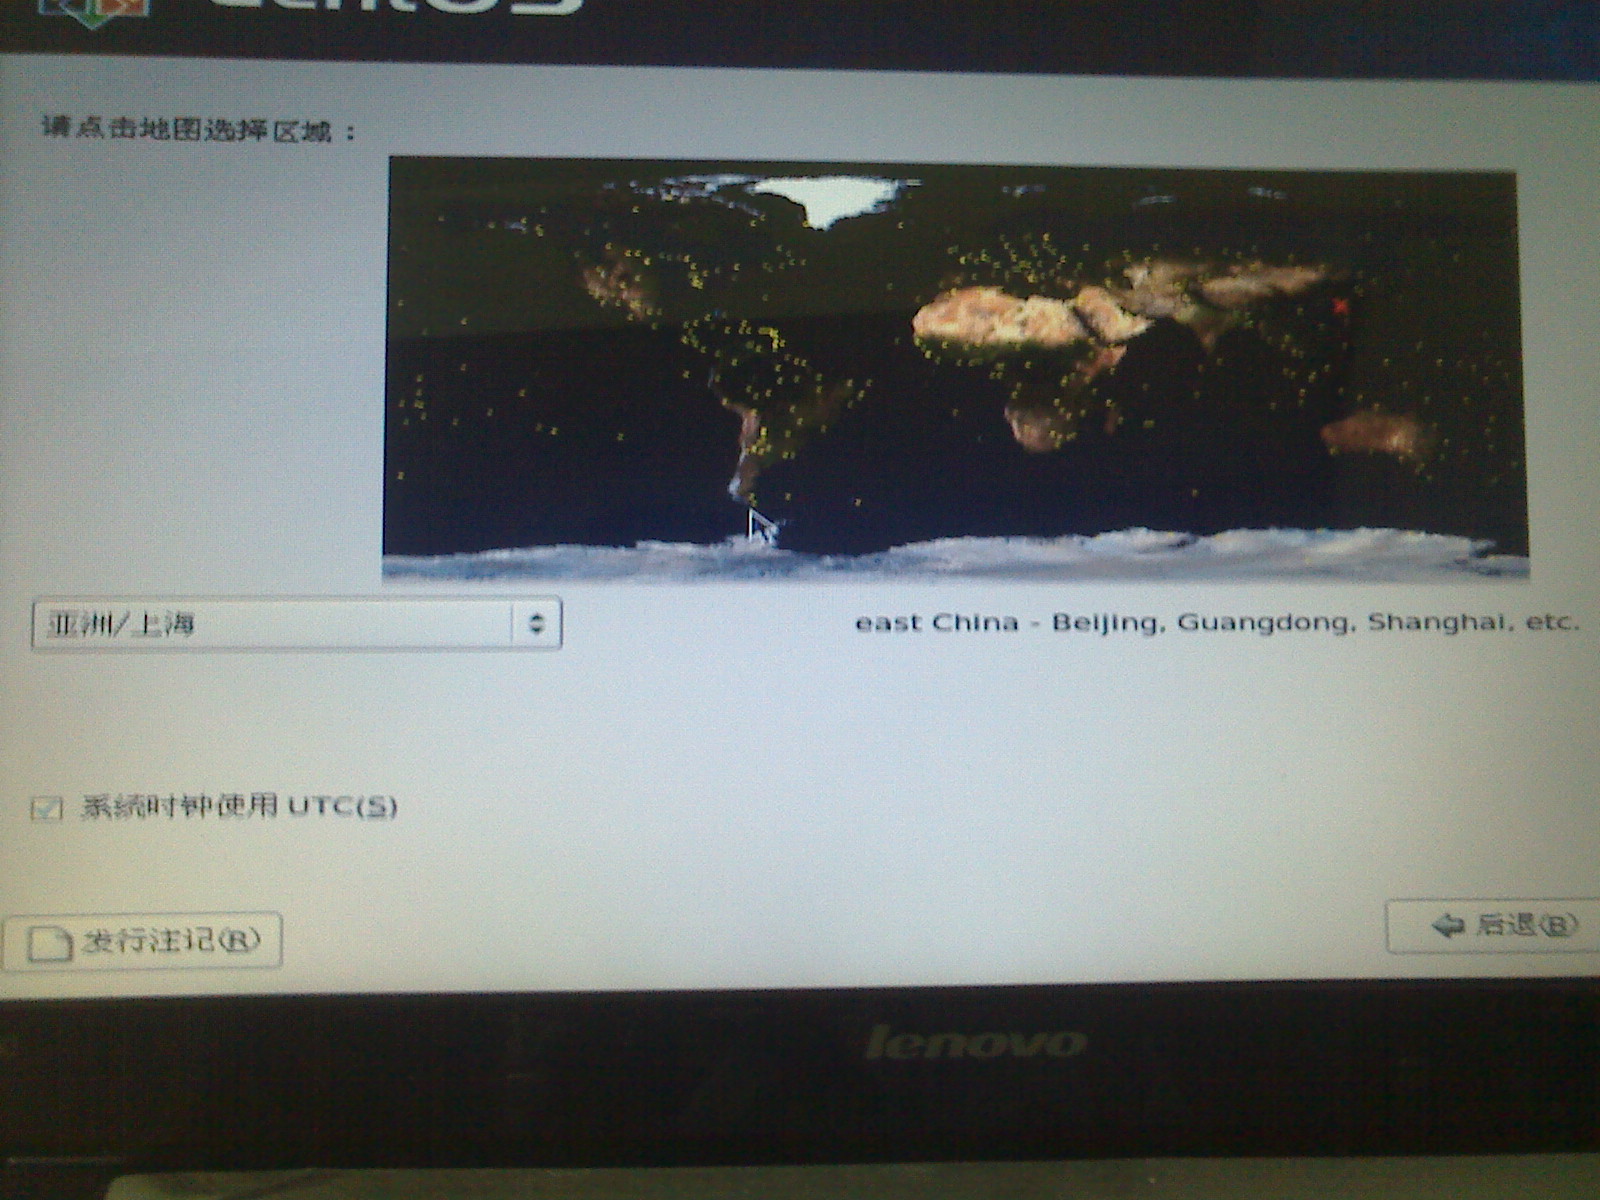 CentOS
请点击地图选择区域：
亚洲/上海
east China - Beijing, Guangdong, Shanghai, etc.
系统时钟使用 UTC(S)
发行注记(R)
后退(B)
lenovo